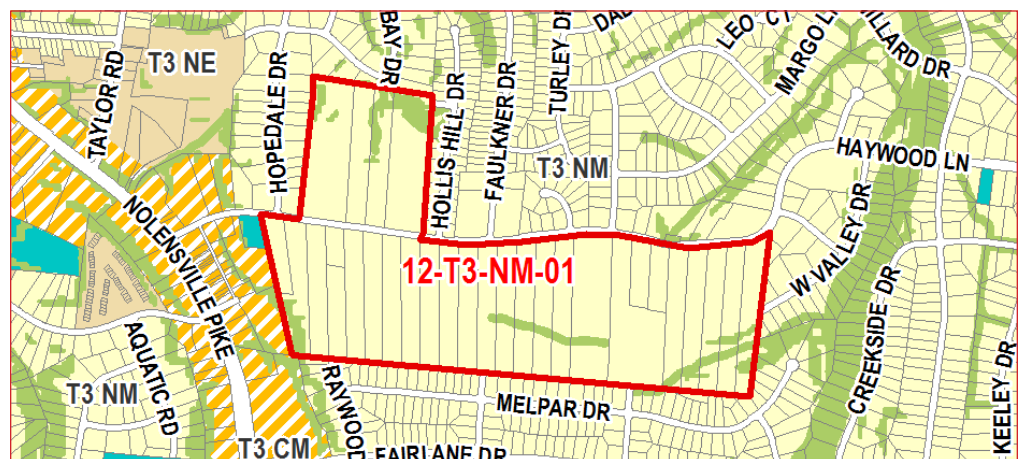 TAYLOR RD
T3 NE
HOPEDALE DR
BAY DR
HOLLIS HILL DR
FAULKNER DR
TURLEY DR
LEO CT
MARGO L
ILLARD DR
T3 NM
HAYWOOD LN
NOLENSVILLE PIKE
12-T3-NM-01
W VALLEY DR
CREEKSIDE DR
AQUATIC RD
T3 NM
RAYWOOD
MELPAR DR
KEELEY DR
T3 CM
FAIRLANE DR